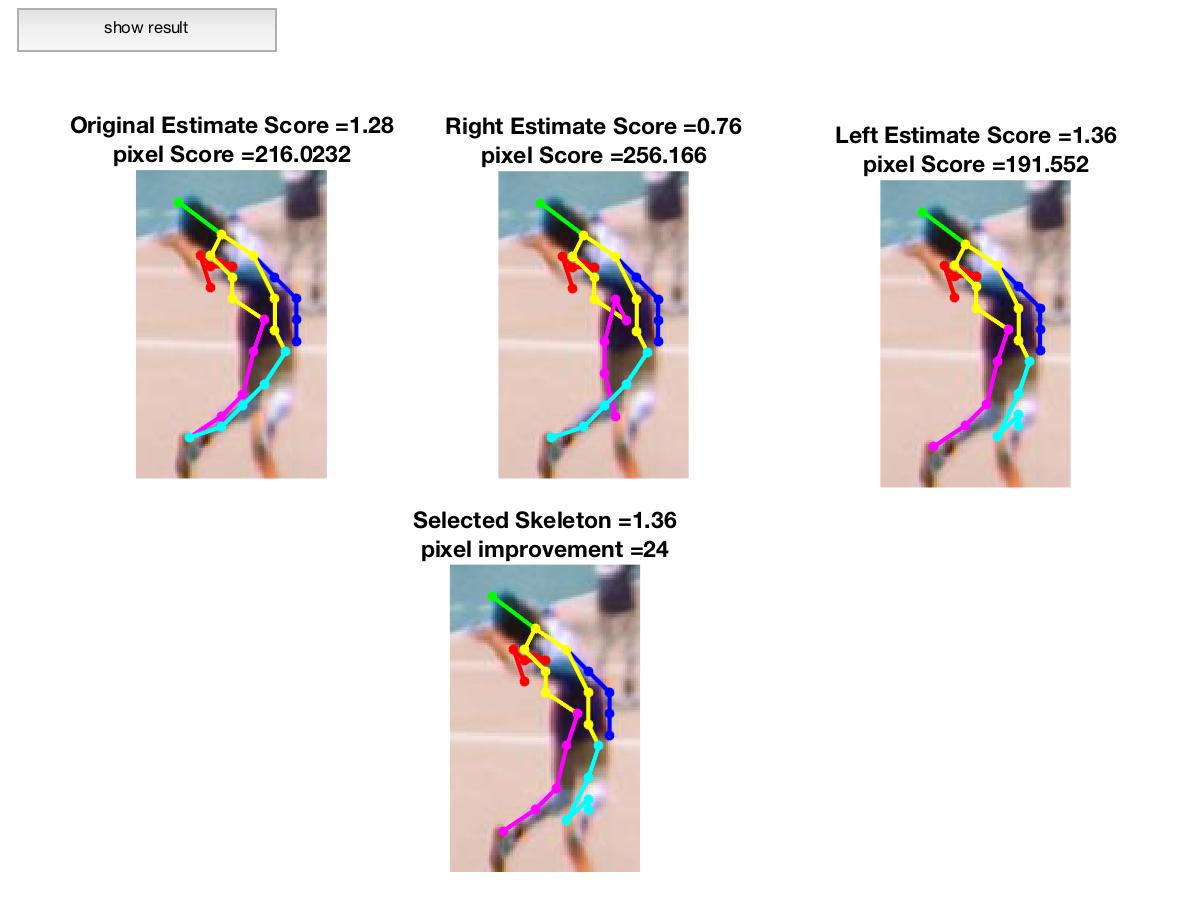 show result
Original Estimate Score =1.28
pixel Score =216.0232
Right Estimate Score =0.76
pixel Score =256.166
Left Estimate Score =1.36
pixel Score =191.552
Selected Skeleton =1.36
pixel improvement =24